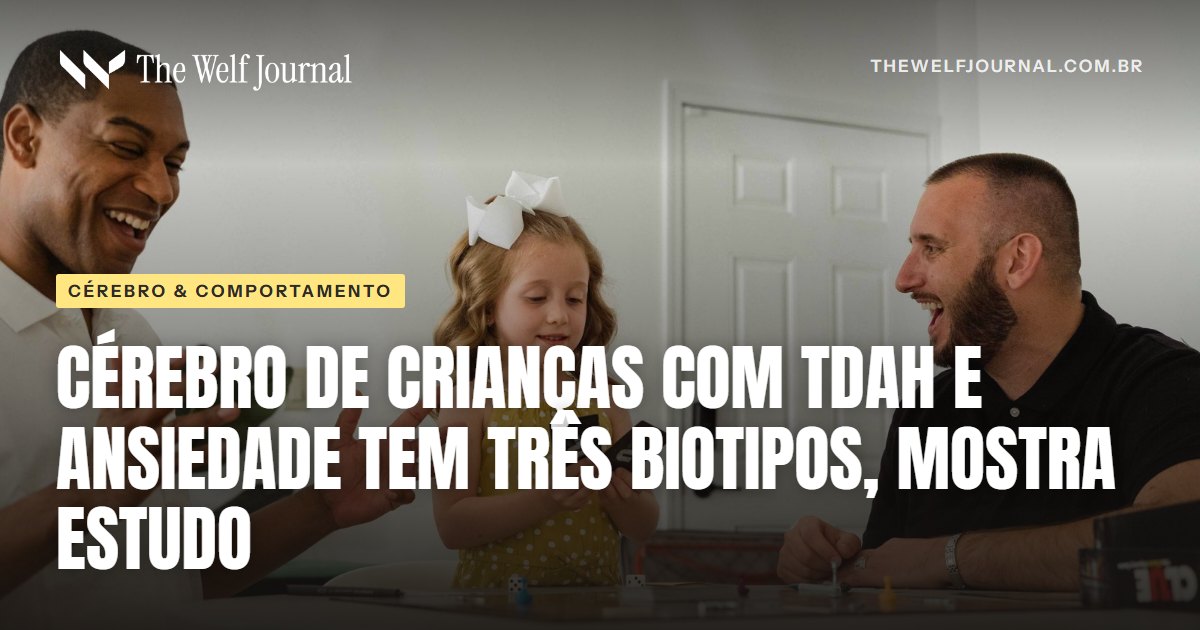 The Welf Journal
THEWELFJOURNAL.COM.BR
CÉREBRO & COMPORTAMENTO
CÉREBRO DE CRIANÇAS COM TDAH E
ANSIEDADE TEM TRÊS BIOTIPOS, MOSTRA
ESTUDO